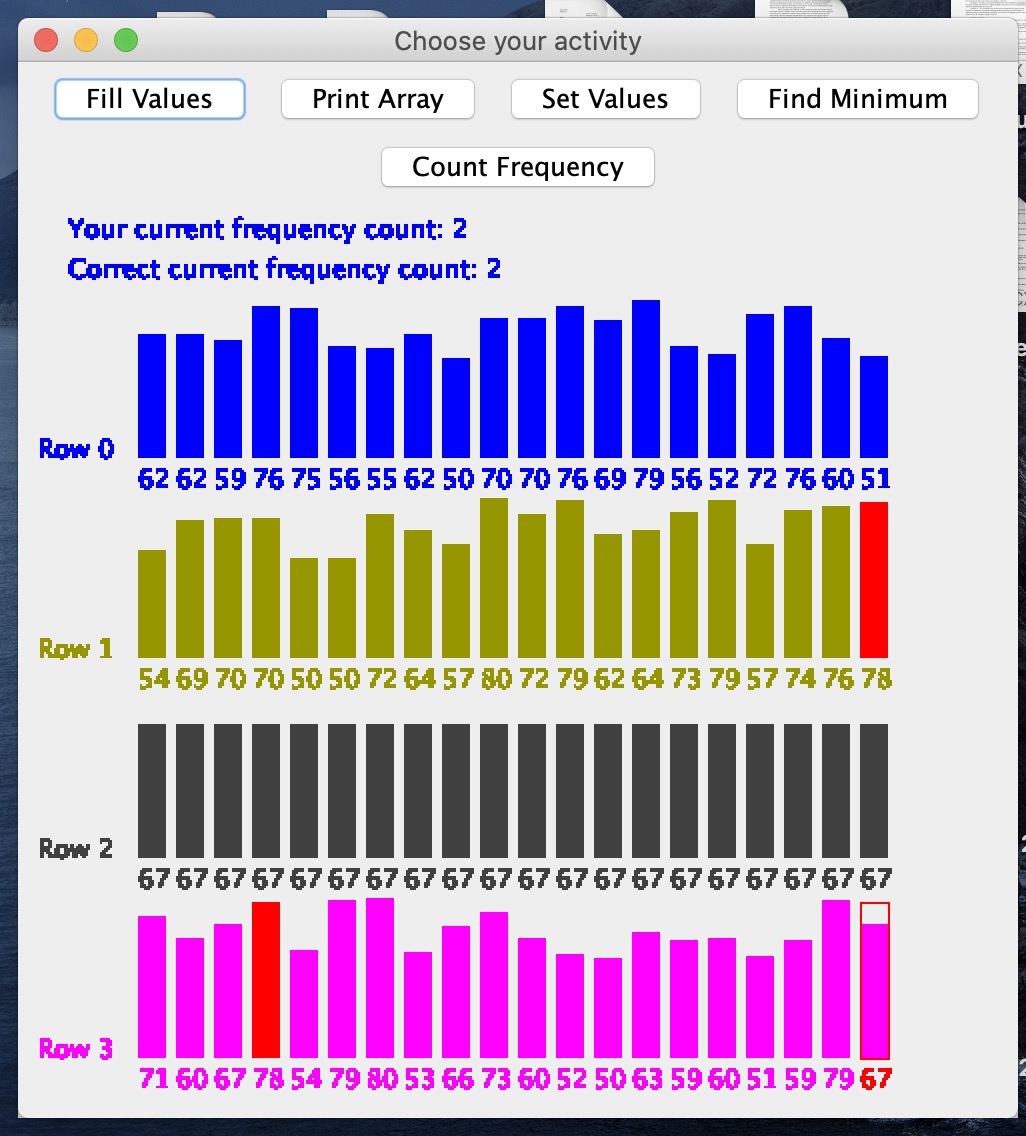 Choose your activity
Fill Values Print Array Set Values Find Minimum
Count Frequency
Your current frequency count: 2
Correct current frequency count: 2
Row 0
62 62 59 76 75 56 55 62 50 70 70 76 69 79 56 52 72 76 60 51
Row 1
54 69 70 70 50 50 72 64 57 80 72 79 62 64 73 79 57 74 76 78
Row 2
67 67 67 67 67 67 67 67 67 67 67 67 67 67 67 67 67 67 67 67
Row 3
71 60 67 78 54 79 80 53 66 73 60 52 50 63 59 60 51 59 79 67